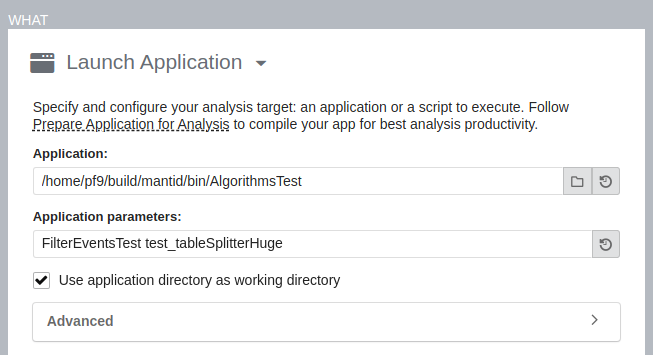 WHAT
Launch Application
Specify and configure your analysis target: an application or a script to execute. Follow
Prepare Application for Analysis to compile your app for best analysis productivity.
Application:
/home/pf9/build/mantid/bin/AlgorithmsTest
Application parameters:
FilterEventsTest test_tableSplitterHuge
Use application directory as working directory
Advanced